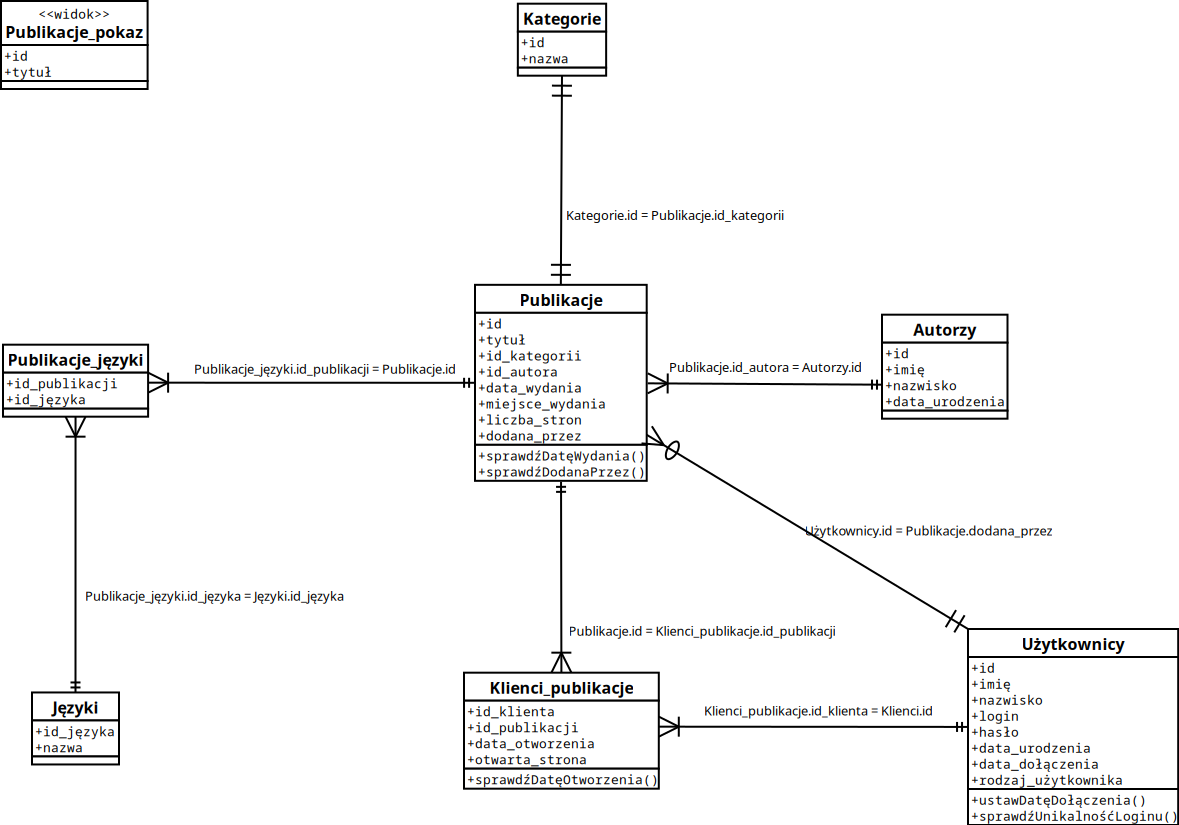 <<widok>>
Publikacje_pokaz
+id
+tytuł
Kategorie
+id
+nazwa
Kategorie.id = Publikacje.id_kategorii
Publikacje
+id
+tytuł
+id_kategorii
+id_autora
+data_wydania
+miejsce_wydania
+liczba_stron
+dodana_przez
+sprawdźDatęWydania()
+sprawdźDodanaPrzez()
Autorzy
+id
+imię
+nazwisko
+data_urodzenia
Publikacje_języki
+id_publikacji
+id_języka
Publikacje_języki.id_publikacji = Publikacje.id
Publikacje.id_autora = Autorzy.id
Użytkownicy.id = Publikacje.dodana_przez
Publikacje_języki.id_języka = Języki.id_języka
Publikacje.id = Klienci_publikacje.id_publikacji
Języki
+id_języka
+nazwa
Klienci_publikacje
+id_klienta
+id_publikacji
+data_otworzenia
+otwarta_strona
+sprawdźDatęOtworzenia()
Klienci_publikacje.id_klienta = Klienci.id
Użytkownicy
+id
+imię
+nazwisko
+login
+hasło
+data_urodzenia
+data_dołączenia
+rodzaj_użytkownika
+ustawDatęDołączenia()
+sprawdźUnikalnośćLoginu()